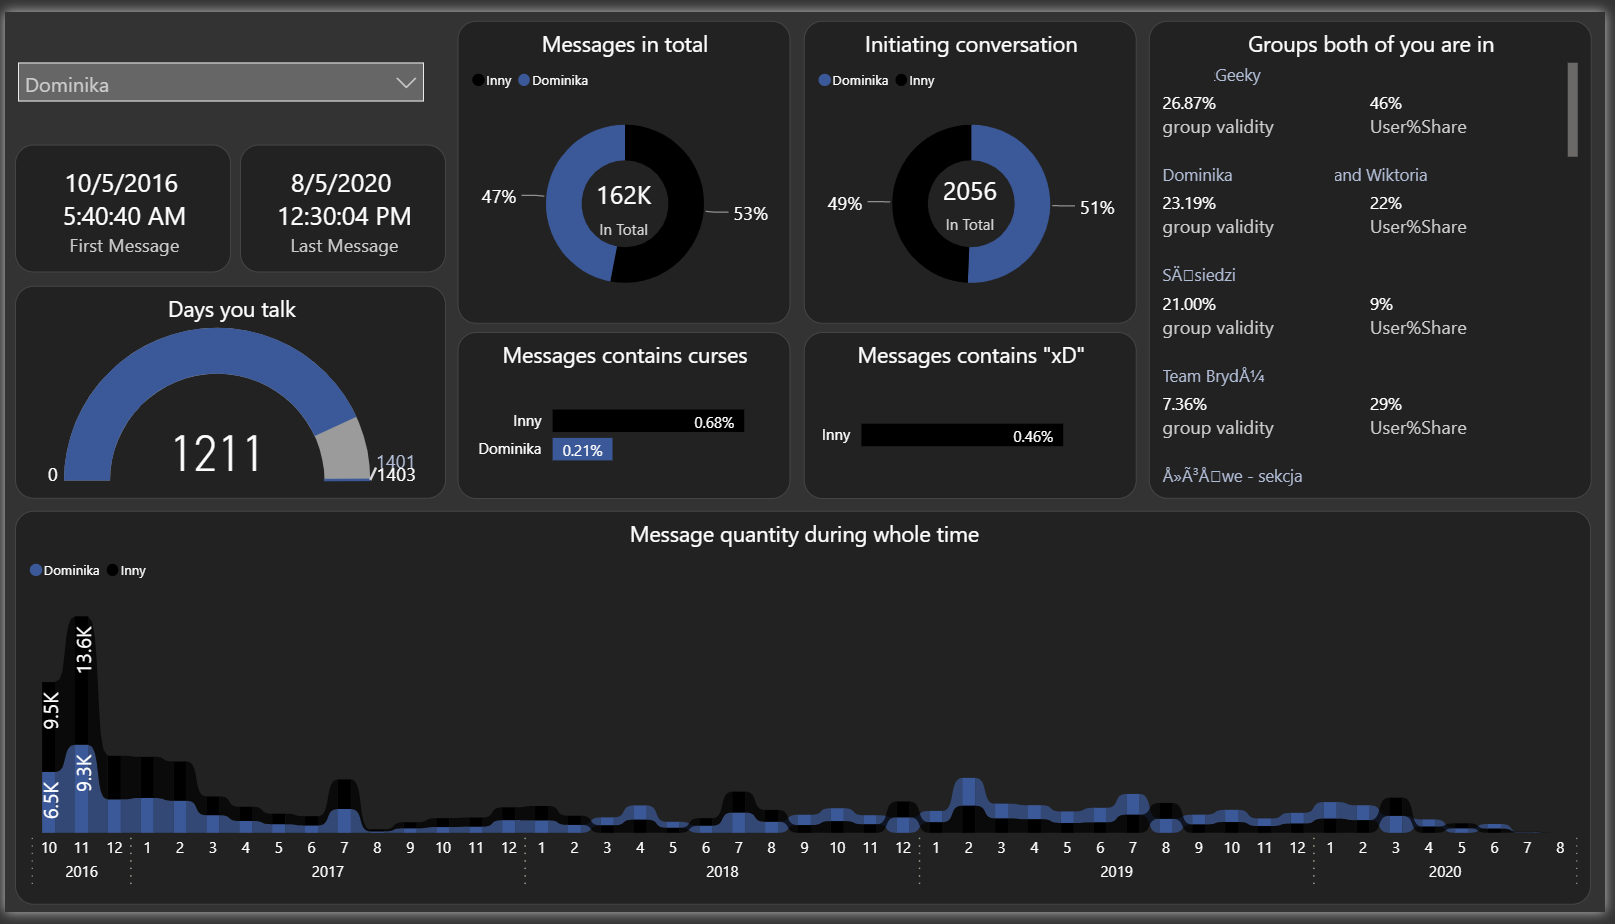 Dominika
10/5/2016
5:40:40 AM
First Message
8/5/2020
12:30:04 PM
Last Message
Days you talk
1211
0
1401
/1403
Messages in total
Inny Dominika
47%
162K
In Total
53%
Initiating conversation
Dominika Inny
49%
2056
In Total
51%
Messages contains curses
Inny 0.68%
Dominika 0.21%
Messages contains "xD"
Inny 0.46%
Groups both of you are in
.Geeky
26.87% 46%
group validity User%Share
Dominika and Wiktoria
23.19% 22%
group validity User%Share
SÄ□siedzi
21.00% 9%
group validity User%Share
Team BrydÅ¼
7.36% 29%
group validity User%Share
Å»Ã³Å□we - sekcja
Message quantity during whole time
Dominika Inny
9.5K
6.5K
13.6K
9.3K
10 11 12 1 2 3 4 5 6 7 8 9 10 11 12 1 2 3 4 5 6 7 8 9 10 11 12 1 2 3 4 5 6 7 8 9 10 11 12 1 2 3 4 5 6 7 8
2016 2017 2018 2019 2020